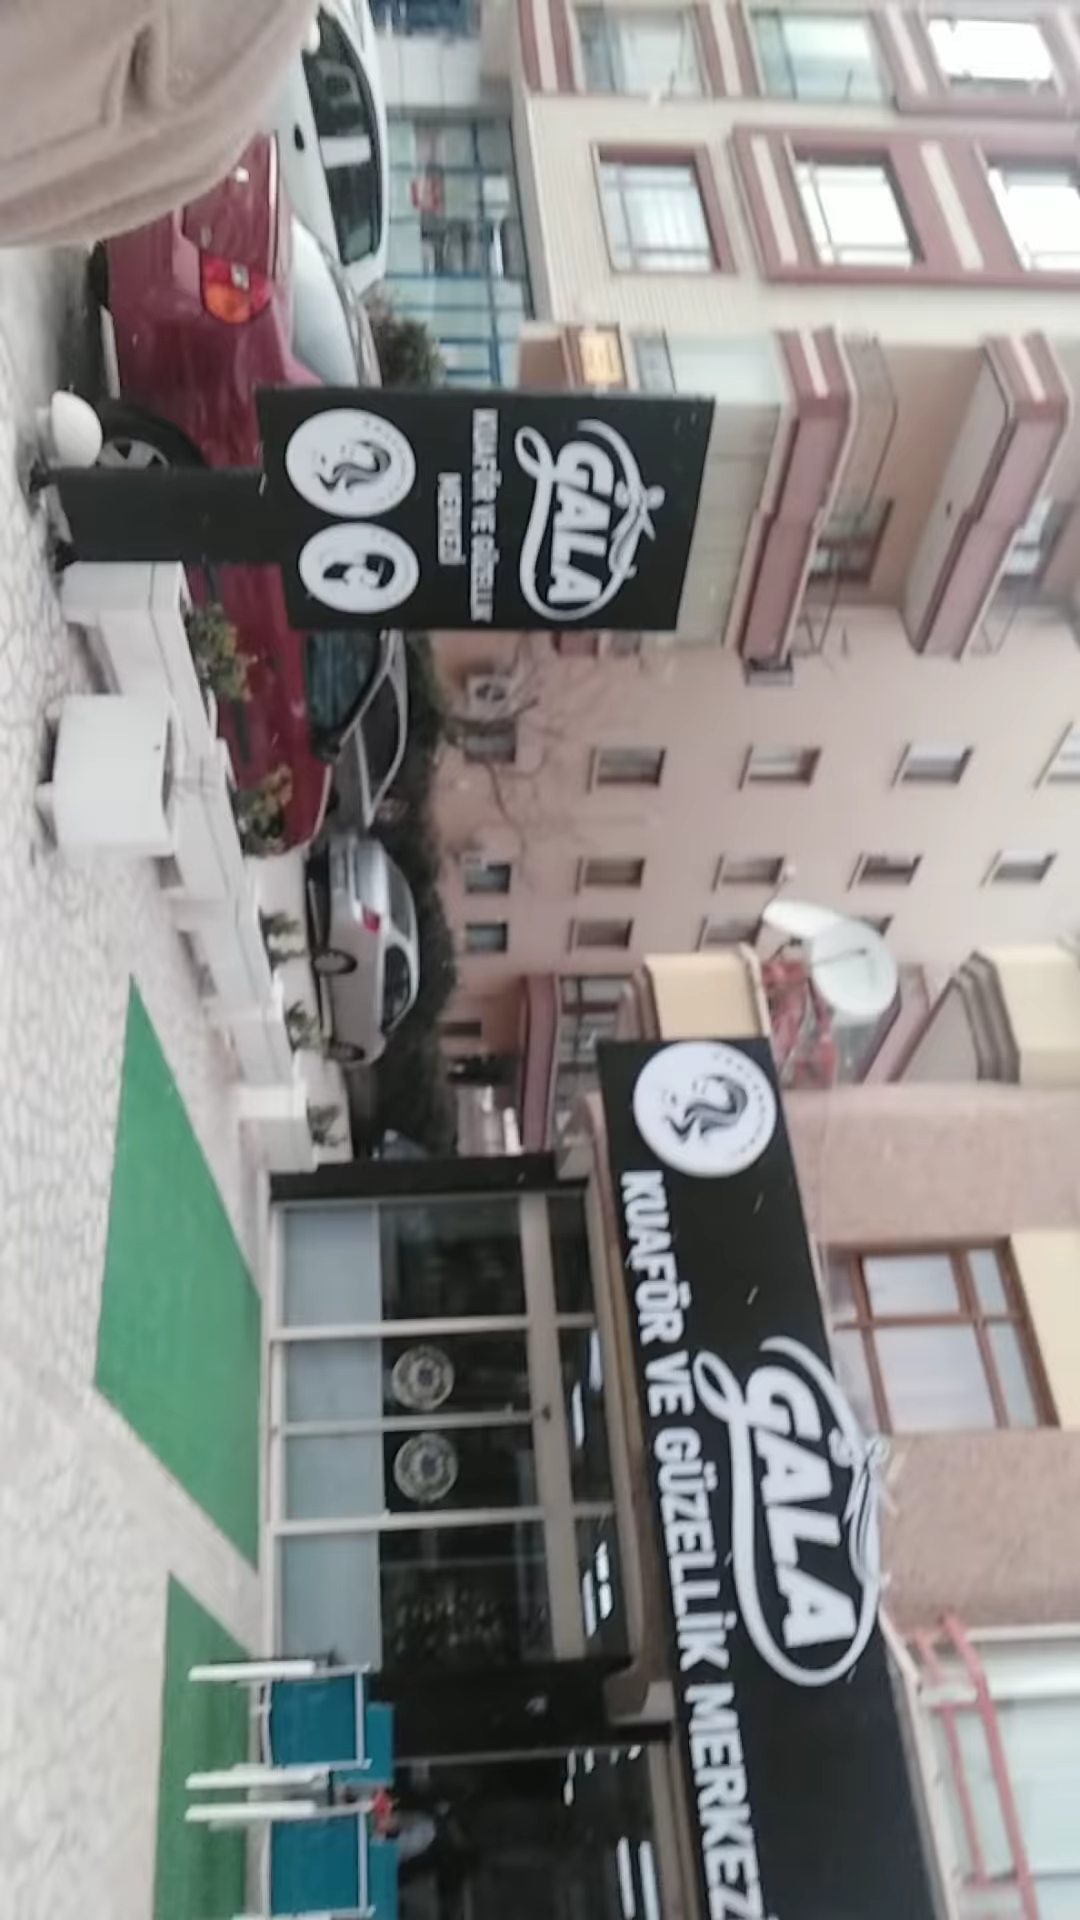 GALA
KUAFÖR VE GÜZELLİK
MERKEZİ
GALA
KUAFÖR VE GÜZELLİK MERKEZİ